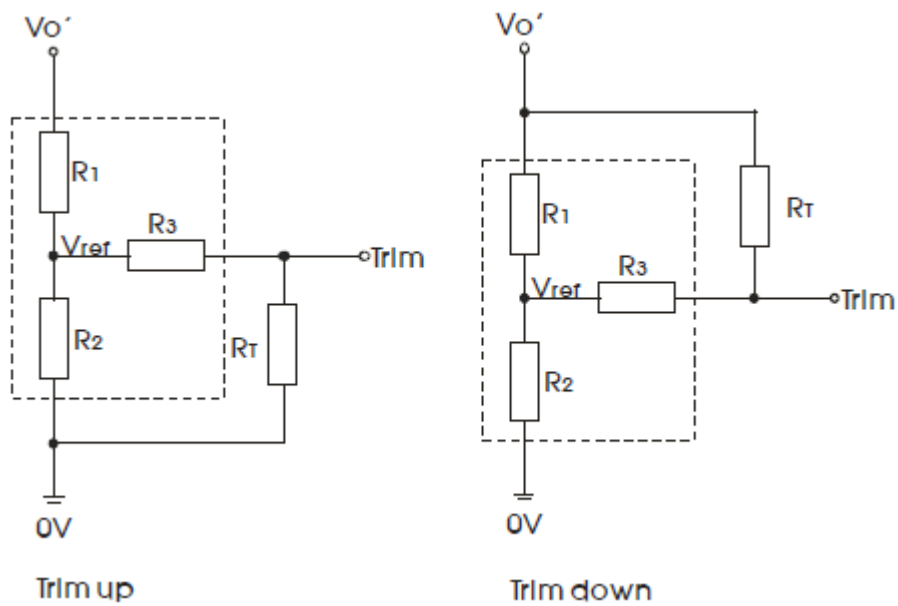 Vo'
R1
R3
Vref
Trim
R2
RT
0V
Trim up
Vo'
R1
RT
R3
Vref
Trim
R2
0V
Trim down